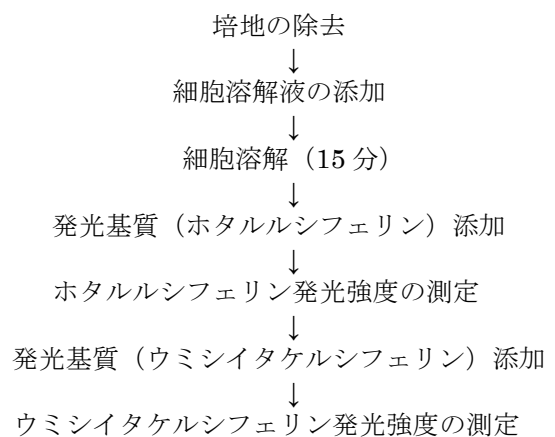 培地の除去
↓
細胞溶解液の添加
↓
細胞溶解（15 分）
↓
発光基質（ホタルルシフェリン）添加
↓
ホタルルシフェリン発光強度の測定
↓
発光基質（ウミシイタケルシフェリン）添加
↓
ウミシイタケルシフェリン発光強度の測定